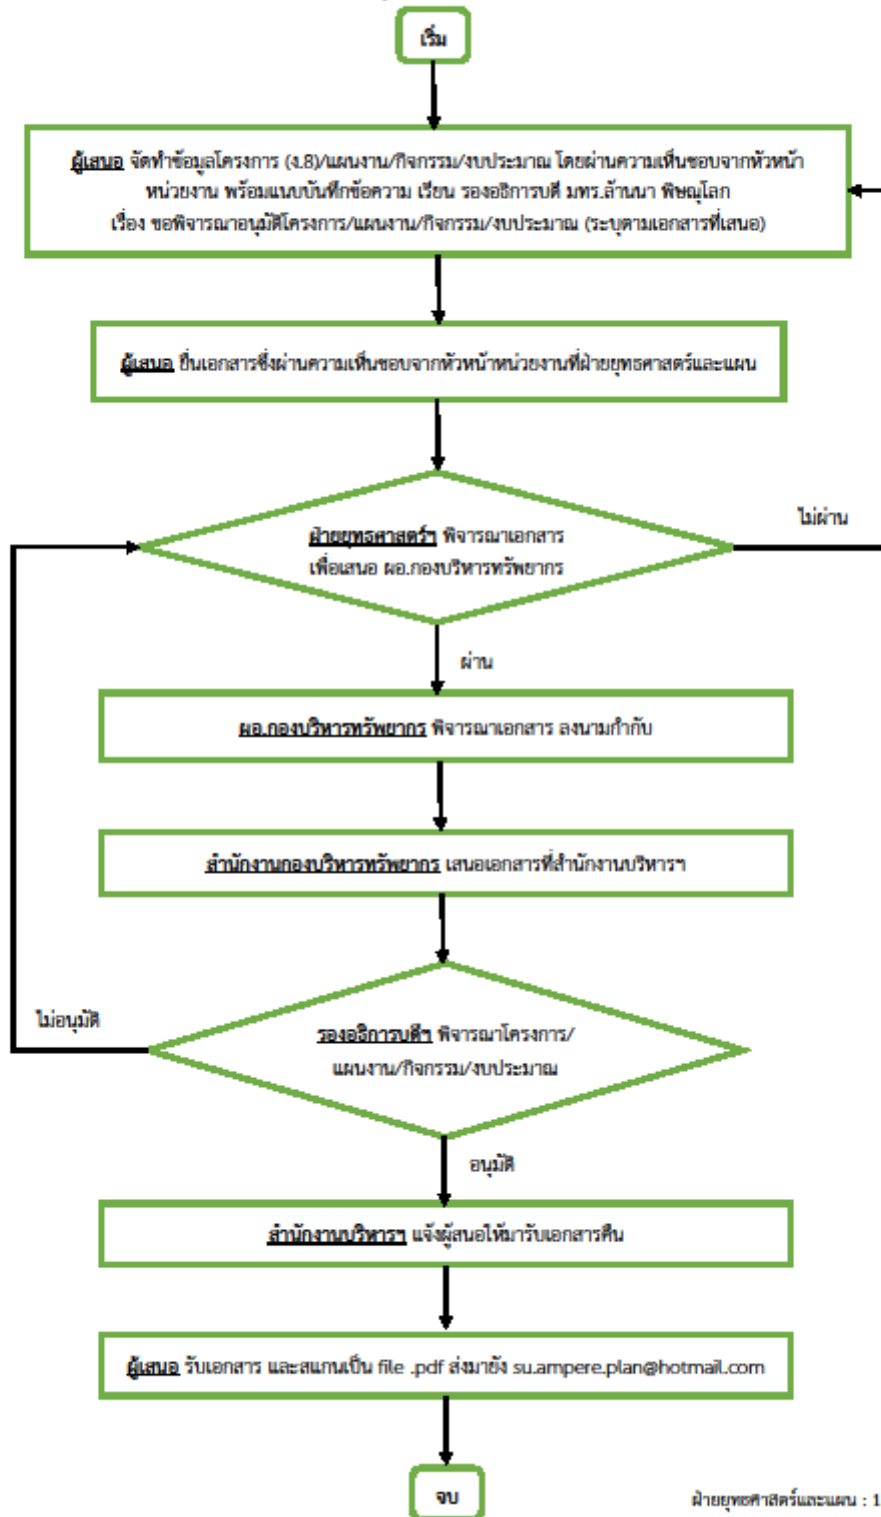 เริ่ม
ผู้เสนอ จัดทำข้อมูลโครงการ (ง.8)/แผนงาน/กิจกรรม/งบประมาณ โดยผ่านความเห็นชอบจากหัวหน้า
หน่วยงาน พร้อมแนบบันทึกข้อความ เรียน รองอธิการบดี มทร.ล้านนา พิษณุโลก
เรื่อง ขอพิจารณาอนุมัติโครงการ/แผนงาน/กิจกรรม/งบประมาณ (ระบุตามเอกสารที่เสนอ)
ผู้เสนอ ยื่นเอกสารซึ่งผ่านความเห็นชอบจากหัวหน้าหน่วยงานที่ฝ่ายยุทธศาสตร์และแผน
ไม่ผ่าน
ฝ่ายยุทธศาสตร์ฯ พิจารณาเอกสาร
เพื่อเสนอ ผอ.กองบริหารทรัพยากร
ผ่าน
ผอ.กองบริหารทรัพยากร พิจารณาเอกสาร ลงนามกำกับ
สำนักงานกองบริหารทรัพยากร เสนอเอกสารที่สำนักงานบริหารฯ
ไม่อนุมัติ
รองอธิการบดีฯ พิจารณาโครงการ/
แผนงาน/กิจกรรม/งบประมาณ
อนุมัติ
สำนักงานบริหารฯ แจ้งผู้สนอให้มารับเอกสารคืน
ผู้เสนอ รับเอกสาร และสแกนเป็น file .pdf ส่งมายัง su.ampere.plan@hotmail.com
จบ
ฝ่ายยุทธศาสตร์และแผน : 1